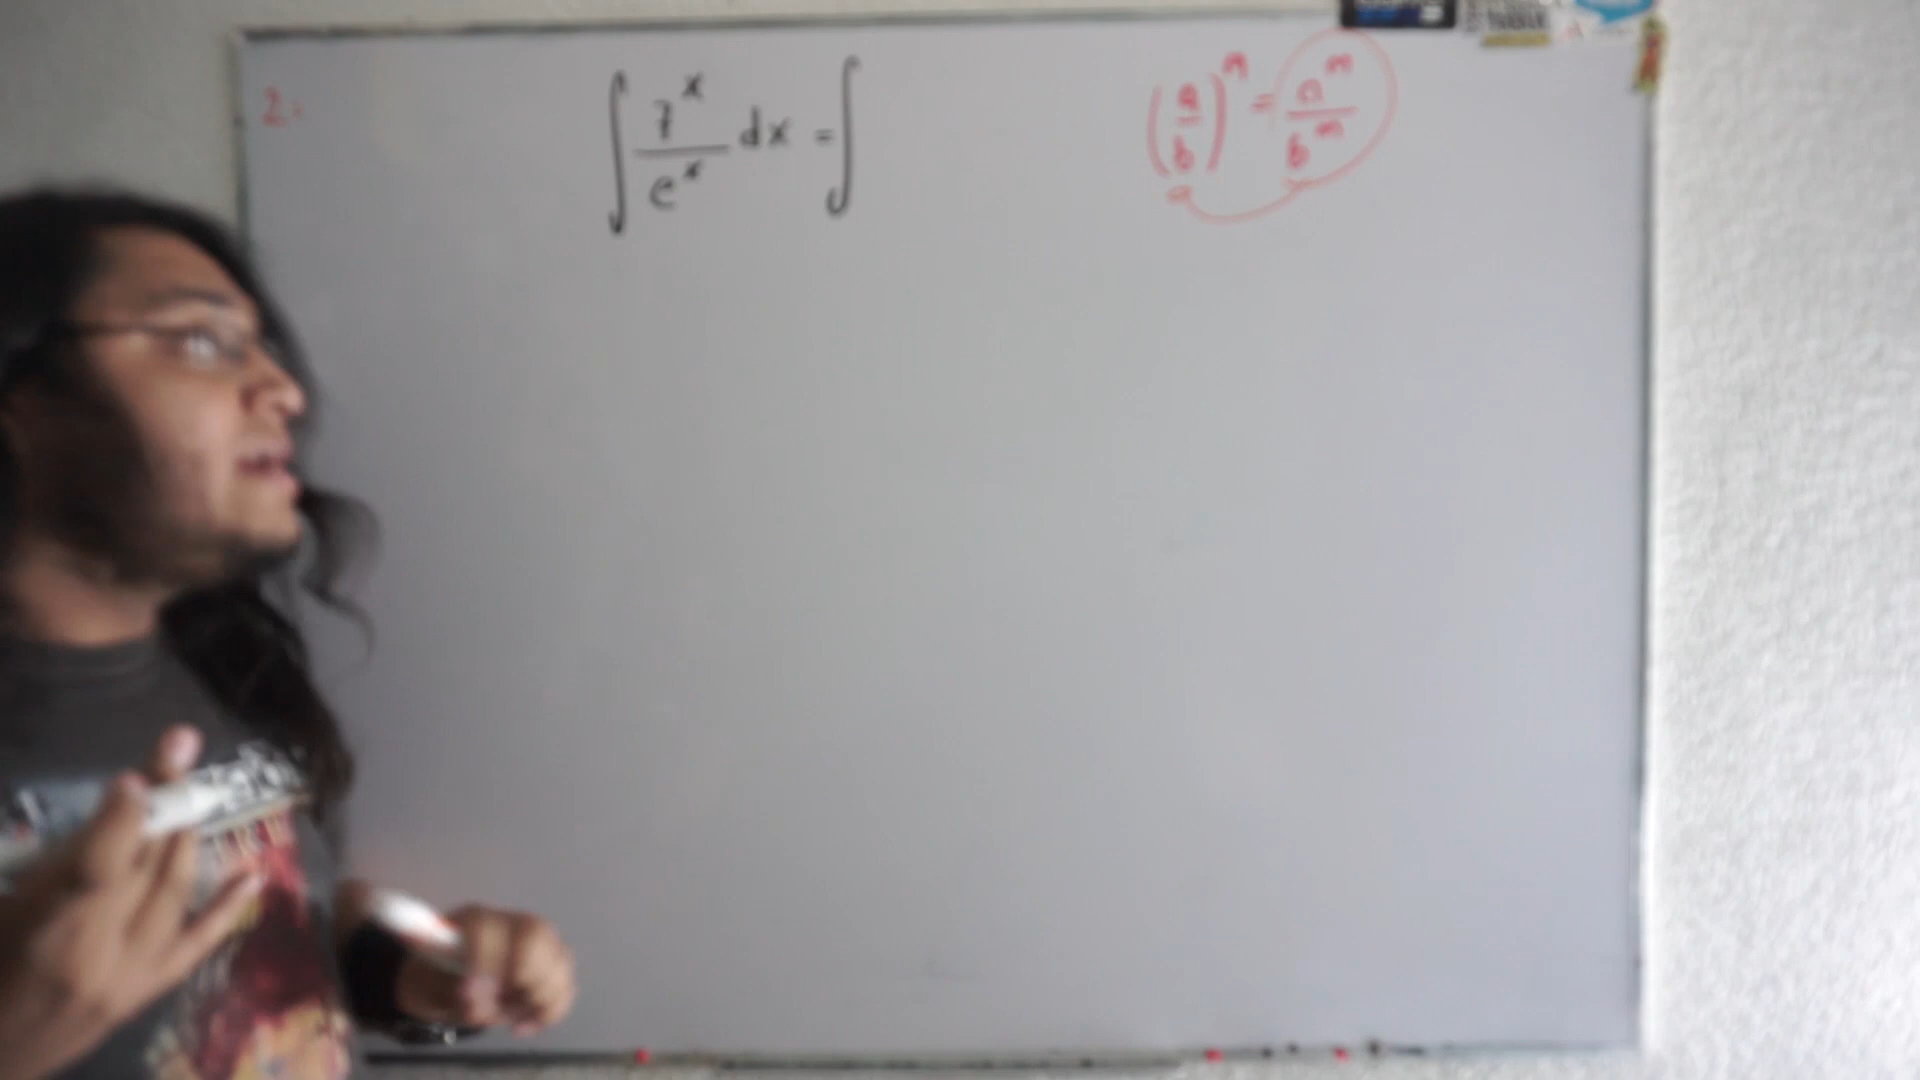 2.
∫ 7^x/e^x dx = ∫
(a/b)^m = a^m/b^m